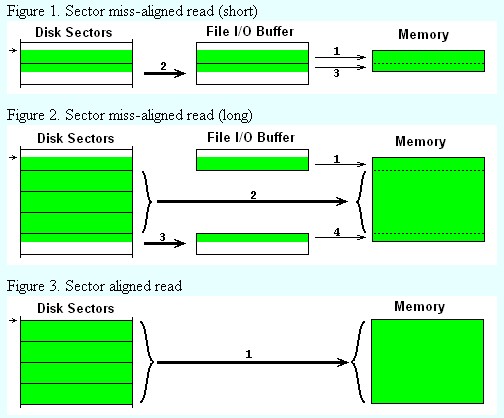 Figure 1. Sector miss-aligned read (short)
Disk Sectors File I/O Buffer Memory
1
2
3
Figure 2. Sector miss-aligned read (long)
Disk Sectors File I/O Buffer Memory
1
2
3 4
Figure 3. Sector aligned read
Disk Sectors Memory
1